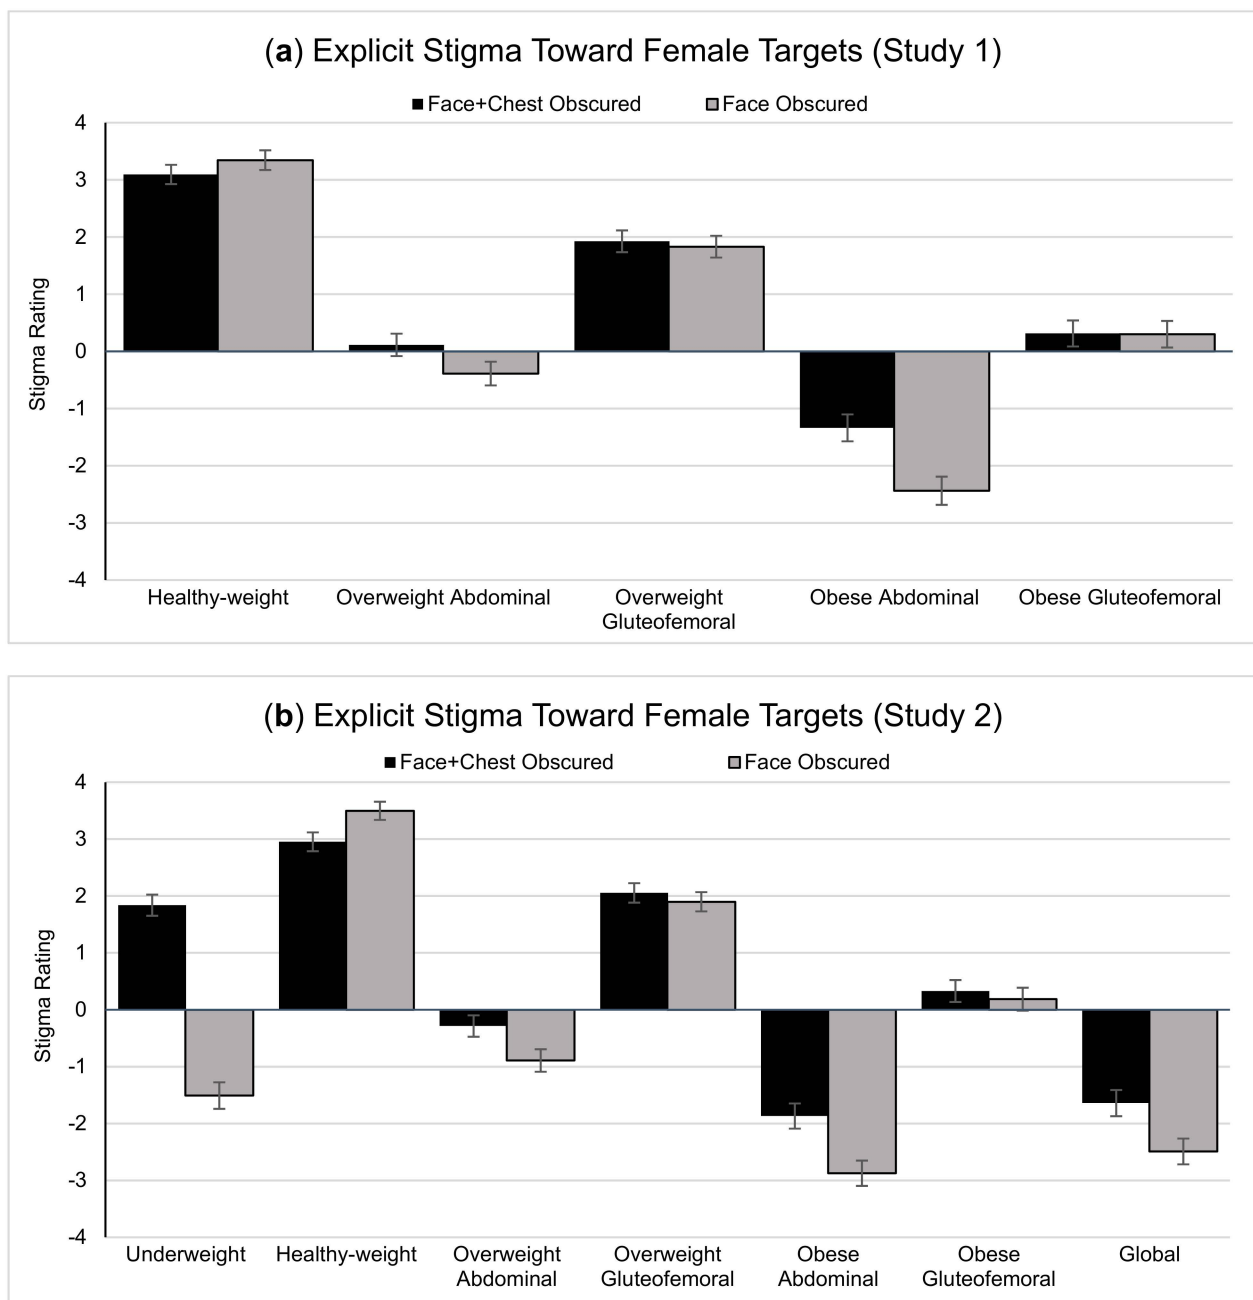 (a) Explicit Stigma Toward Female Targets (Study 1)
Face+Chest Obscured Face Obscured
4
3
2
1
0
-1
-2
-3
-4
Stigma Rating
Healthy-weight Overweight Abdominal Overweight Obese Abdominal Obese Gluteofemoral
Gluteofemoral
(b) Explicit Stigma Toward Female Targets (Study 2)
Face+Chest Obscured Face Obscured
4
3
2
1
0
-1
-2
-3
-4
Stigma Rating
Underweight Healthy-weight Overweight Overweight Obese Obese Global
Abdominal Gluteofemoral Abdominal Gluteofemoral